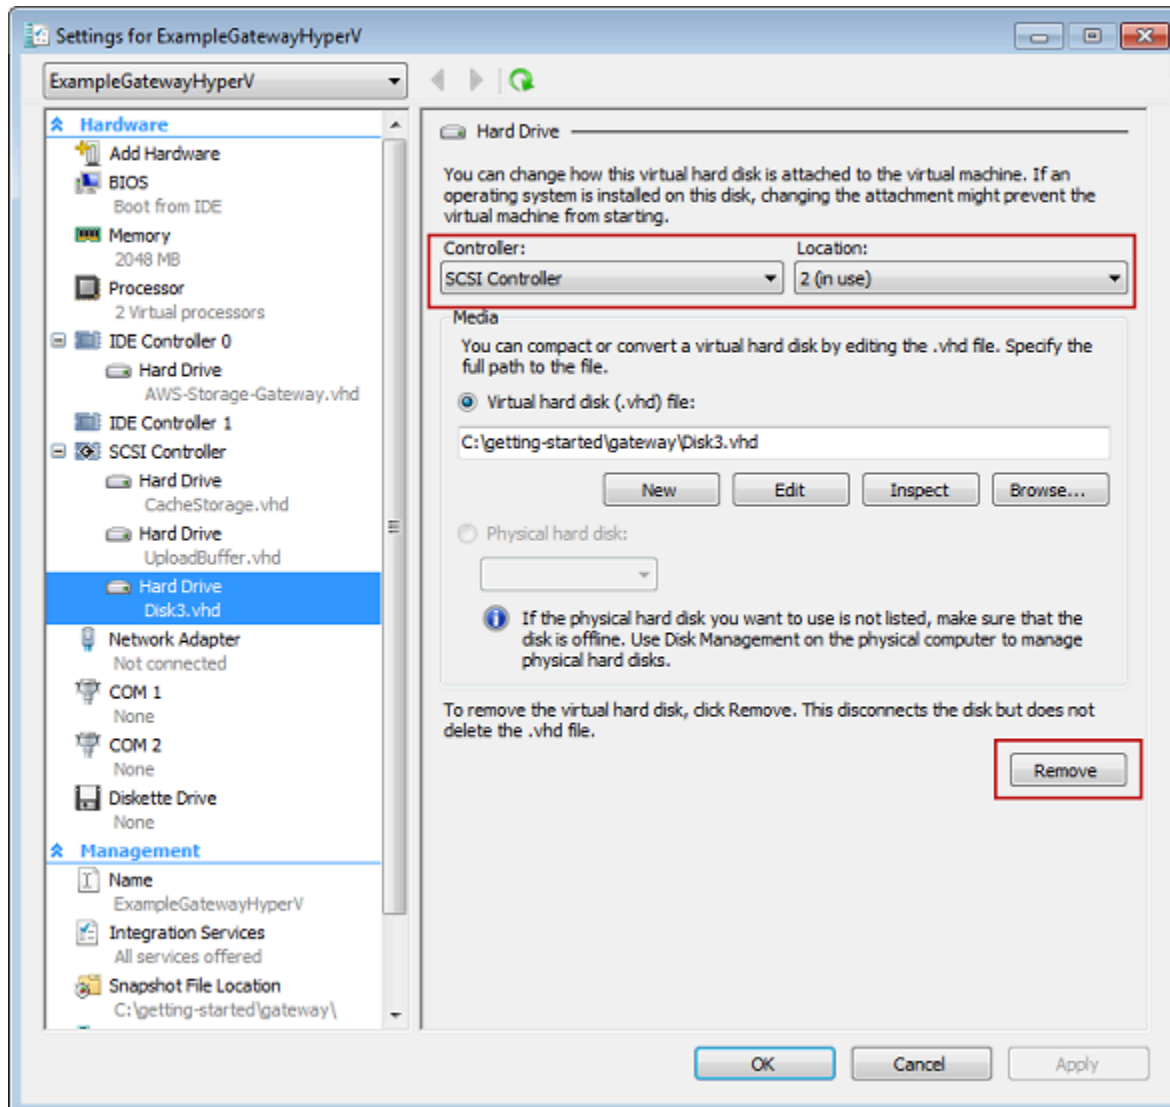 Settings for ExampleGatewayHyperV
ExampleGatewayHyperV
Hardware
Add Hardware
BIOS
Boot from IDE
Memory
2048 MB
Processor
2 Virtual processors
IDE Controller 0
Hard Drive
AWS-Storage-Gateway.vhd
IDE Controller 1
SCSI Controller
Hard Drive
CacheStorage.vhd
Hard Drive
UploadBuffer.vhd
Hard Drive
Disk3.vhd
Network Adapter
Not connected
COM 1
None
COM 2
None
Diskette Drive
None
Management
Name
ExampleGatewayHyperV
Integration Services
All services offered
Snapshot File Location
C:\getting-started\gateway\
Hard Drive
You can change how this virtual hard disk is attached to the virtual machine. If an
operating system is installed on this disk, changing the attachment might prevent the
virtual machine from starting.
Controller: Location:
SCSI Controller 2 (in use)
Media
You can compact or convert a virtual hard disk by editing the .vhd file. Specify the
full path to the file.
Virtual hard disk (.vhd) file:
C:\getting-started\gateway\Disk3.vhd
New Edit Inspect Browse...
Physical hard disk:
If the physical hard disk you want to use is not listed, make sure that the
disk is offline. Use Disk Management on the physical computer to manage
physical hard disks.
To remove the virtual hard disk, click Remove. This disconnects the disk but does not
delete the .vhd file.
Remove
OK Cancel Apply